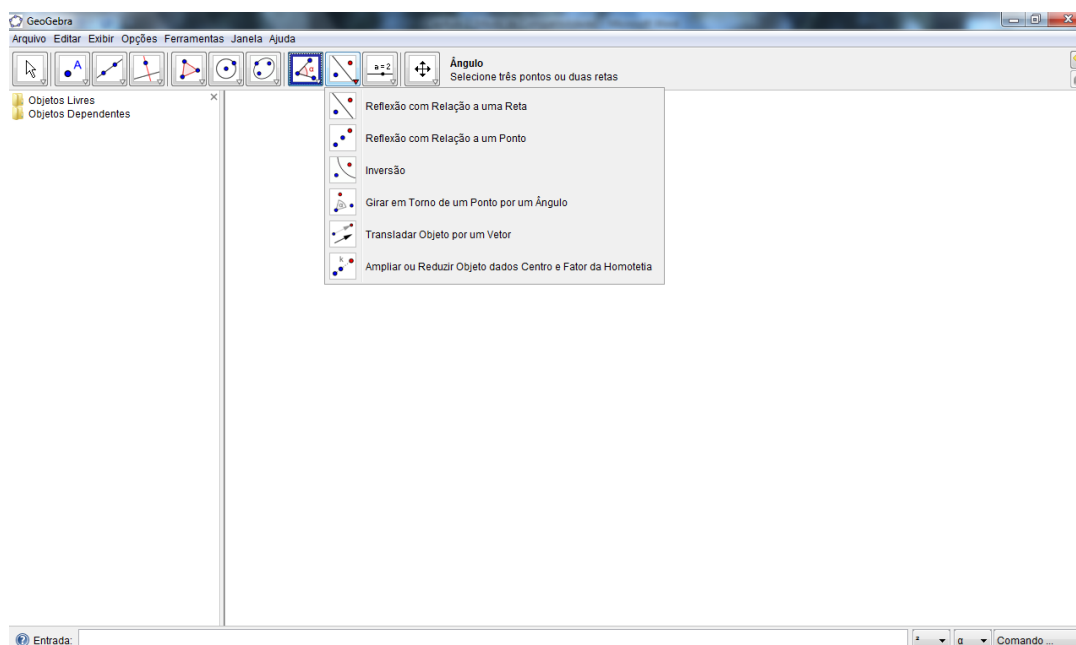 GeoGebra
Arquivo Editar Exibir Opções Ferramentas Janela Ajuda
A
α
a = 2
Ângulo
Selecione três pontos ou duas retas
Objetos Livres
Objetos Dependentes
Reflexão com Relação a uma Reta
Reflexão com Relação a um Ponto
Inversão
Girar em Torno de um Ponto por um Ângulo
Transladar Objeto por um Vetor
k
Ampliar ou Reduzir Objeto dados Centro e Fator da Homotetia
Entrada:
² α Comando ...